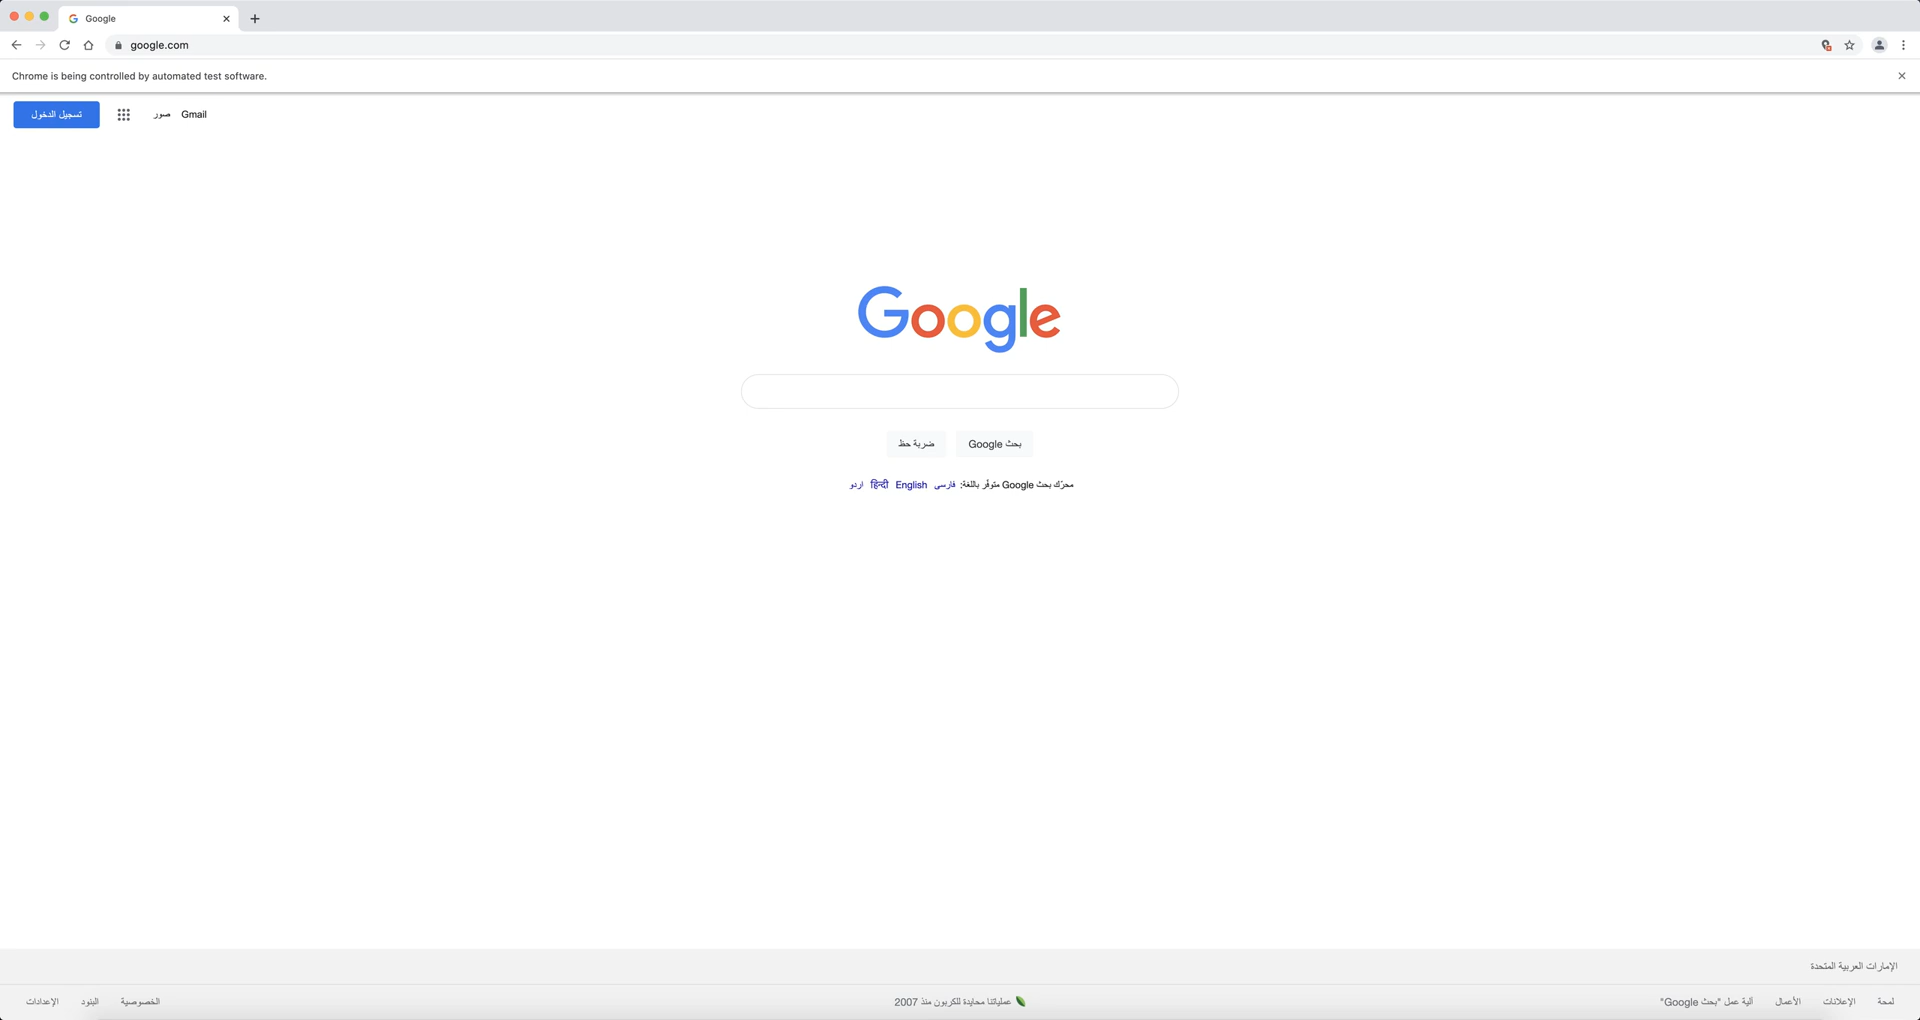 Google
google.com
Chrome is being controlled by automated test software.
تسجيل الدخول
صور
Gmail
Google
بحث Google
ضربة حظ
محرّك بحث Google متوفّر باللغة: فارسی English हिन्दी اردو
الإمارات العربية المتحدة
لمحة
الإعلانات
الأعمال
آلية عمل "بحث Google"
عملياتنا محايدة للكربون منذ 2007
الخصوصية
البنود
الإعدادات